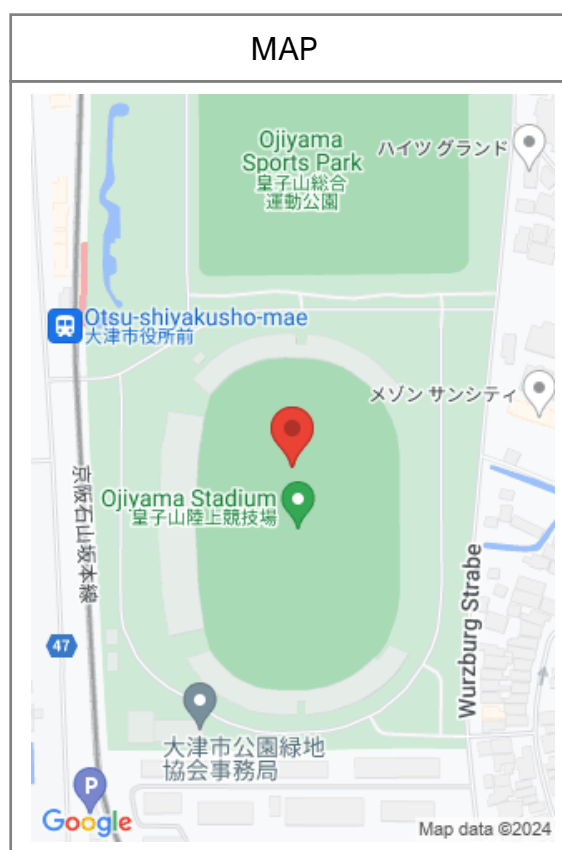 MAP
Ojiyama
Sports Park
皇子山総合
運動公園
ハイツ グランド
Otsu-shiyakusho-mae
大津市役所前
メゾン サンシティ
Ojiyama Stadium
皇子山陸上競技場
京阪石山坂本線
Wurzburg Strabe
47
大津市公園緑地
協会事務局
P
Google
Map data ©2024